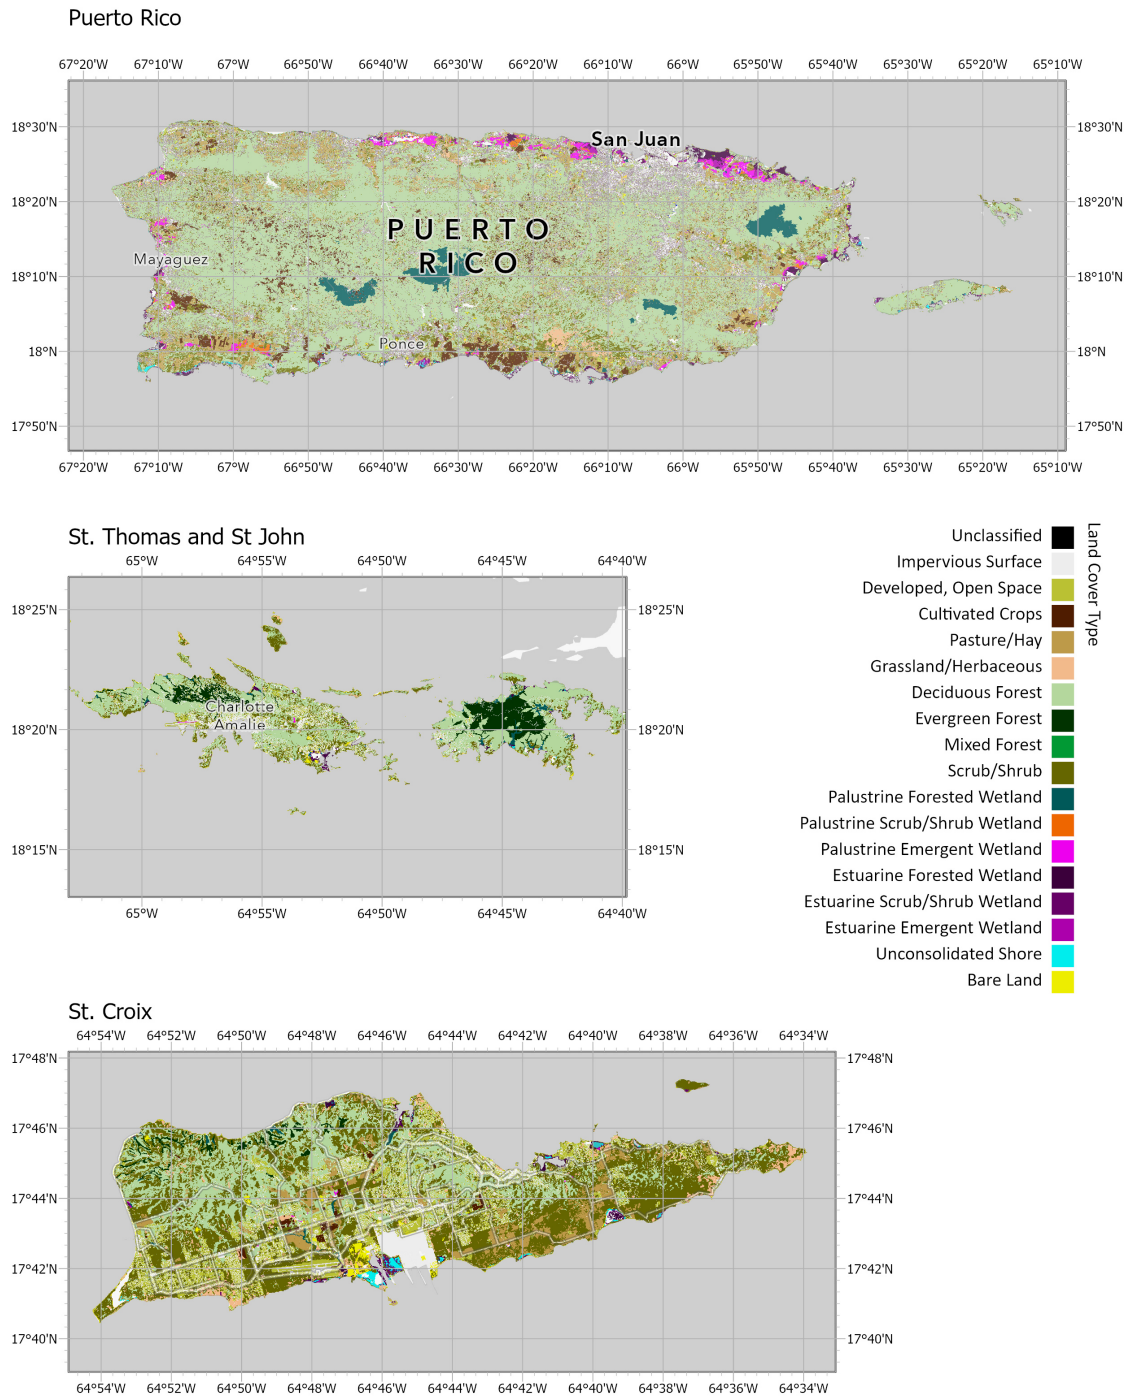 Puerto Rico
67°20'W 67°10'W 67°W 66°50'W 66°40'W 66°30'W 66°20'W 66°10'W 66°W 65°50'W 65°40'W 65°30'W 65°20'W 65°10'W
18°30'N San Juan 18°30'N
18°20'N 18°20'N
PUERTO
RICO
Mayaguez
18°10'N 18°10'N
Ponce
18°N 18°N
17°50'N 17°50'N
67°20'W 67°10'W 67°W 66°50'W 66°40'W 66°30'W 66°20'W 66°10'W 66°W 65°50'W 65°40'W 65°30'W 65°20'W 65°10'W
St. Thomas and St John
65°W 64°55'W 64°50'W 64°45'W 64°40'W
18°25'N 18°25'N
Charlotte
Amalie
18°20'N 18°20'N
18°15'N 18°15'N
65°W 64°55'W 64°50'W 64°45'W 64°40'W
Land Cover Type
Unclassified
Impervious Surface
Developed, Open Space
Cultivated Crops
Pasture/Hay
Grassland/Herbaceous
Deciduous Forest
Evergreen Forest
Mixed Forest
Scrub/Shrub
Palustrine Forested Wetland
Palustrine Scrub/Shrub Wetland
Palustrine Emergent Wetland
Estuarine Forested Wetland
Estuarine Scrub/Shrub Wetland
Estuarine Emergent Wetland
Unconsolidated Shore
Bare Land
St. Croix
64°54'W 64°52'W 64°50'W 64°48'W 64°46'W 64°44'W 64°42'W 64°40'W 64°38'W 64°36'W 64°34'W
17°48'N 17°48'N
17°46'N 17°46'N
17°44'N 17°44'N
17°42'N 17°42'N
17°40'N 17°40'N
64°54'W 64°52'W 64°50'W 64°48'W 64°46'W 64°44'W 64°42'W 64°40'W 64°38'W 64°36'W 64°34'W